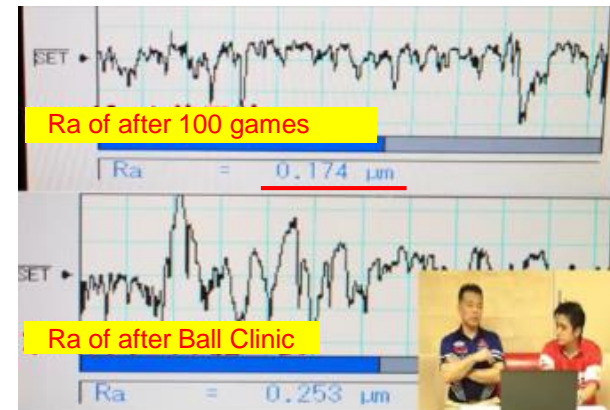 SET
Ra of after 100 games
Ra = 0.174 µm
SET
Ra of after Ball Clinic
Ra = 0.253 µm